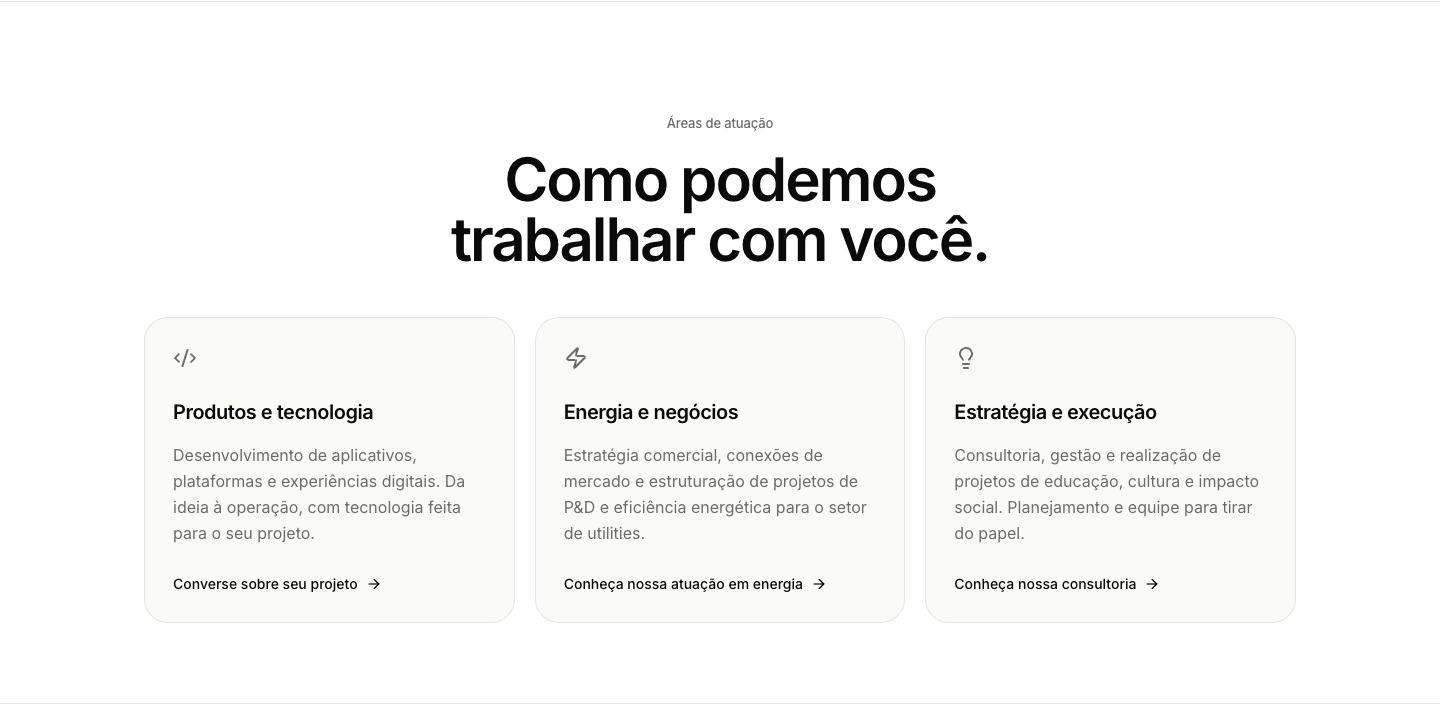 Áreas de atuação
Como podemos
trabalhar com você.
Produtos e tecnologia
Desenvolvimento de aplicativos,
plataformas e experiências digitais. Da
ideia à operação, com tecnologia feita
para o seu projeto.
Converse sobre seu projeto →
Energia e negócios
Estratégia comercial, conexões de
mercado e estruturação de projetos de
P&D e eficiência energética para o setor
de utilities.
Conheça nossa atuação em energia →
Estratégia e execução
Consultoria, gestão e realização de
projetos de educação, cultura e impacto
social. Planejamento e equipe para tirar
do papel.
Conheça nossa consultoria →